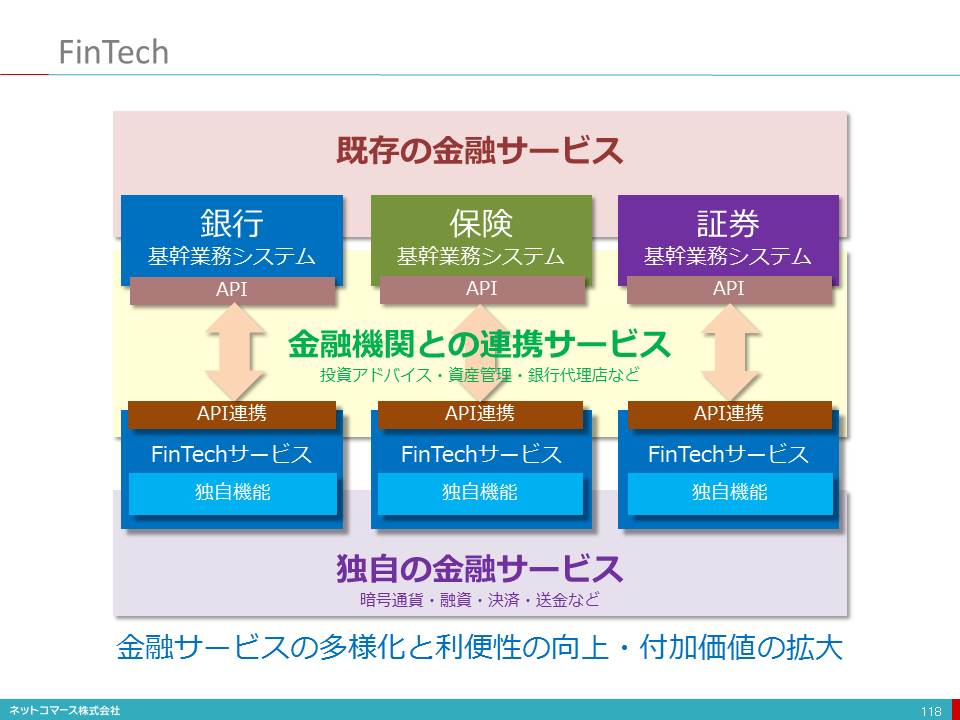 FinTech
既存の金融サービス
銀行
基幹業務システム
API
保険
基幹業務システム
API
証券
基幹業務システム
API
金融機関との連携サービス
投資アドバイス・資産管理・銀行代理店など
API連携
FinTechサービス
独自機能
API連携
FinTechサービス
独自機能
API連携
FinTechサービス
独自機能
独自の金融サービス
暗号通貨・融資・決済・送金など
金融サービスの多様化と利便性の向上・付加価値の拡大
ネットコマース株式会社
118